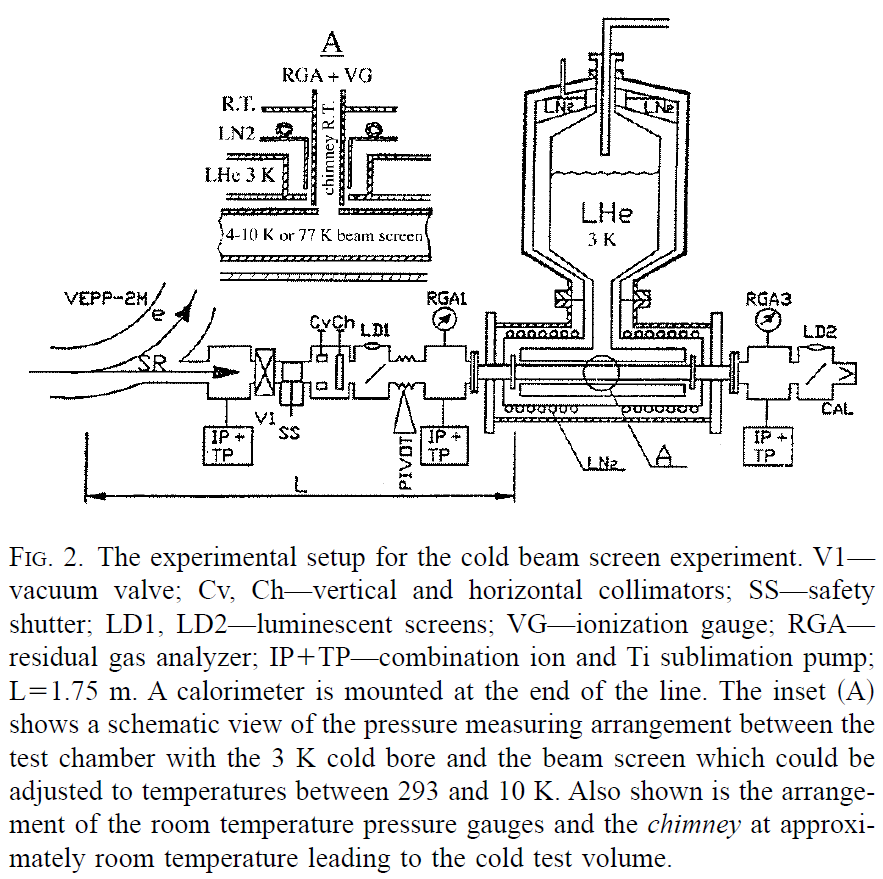 A
RGA + VG
R.T.
LN2
LHe 3 K
chimney R.T.
4-10 K or 77 K beam screen
LN2
LN2
LHe
3 K
VEPP-2M
e
SR
Cv Ch
LD1
RGA1
RGA3
LD2
V1
SS
IP +
TP
PIVOT
IP +
TP
LN2
A
IP +
TP
CAL
L
FIG. 2. The experimental setup for the cold beam screen experiment. V1—
vacuum valve; Cv, Ch—vertical and horizontal collimators; SS—safety
shutter; LD1, LD2—luminescent screens; VG—ionization gauge; RGA—
residual gas analyzer; IP+TP—combination ion and Ti sublimation pump;
L=1.75 m. A calorimeter is mounted at the end of the line. The inset (A)
shows a schematic view of the pressure measuring arrangement between the
test chamber with the 3 K cold bore and the beam screen which could be
adjusted to temperatures between 293 and 10 K. Also shown is the arrange-
ment of the room temperature pressure gauges and the chimney at approxi-
mately room temperature leading to the cold test volume.